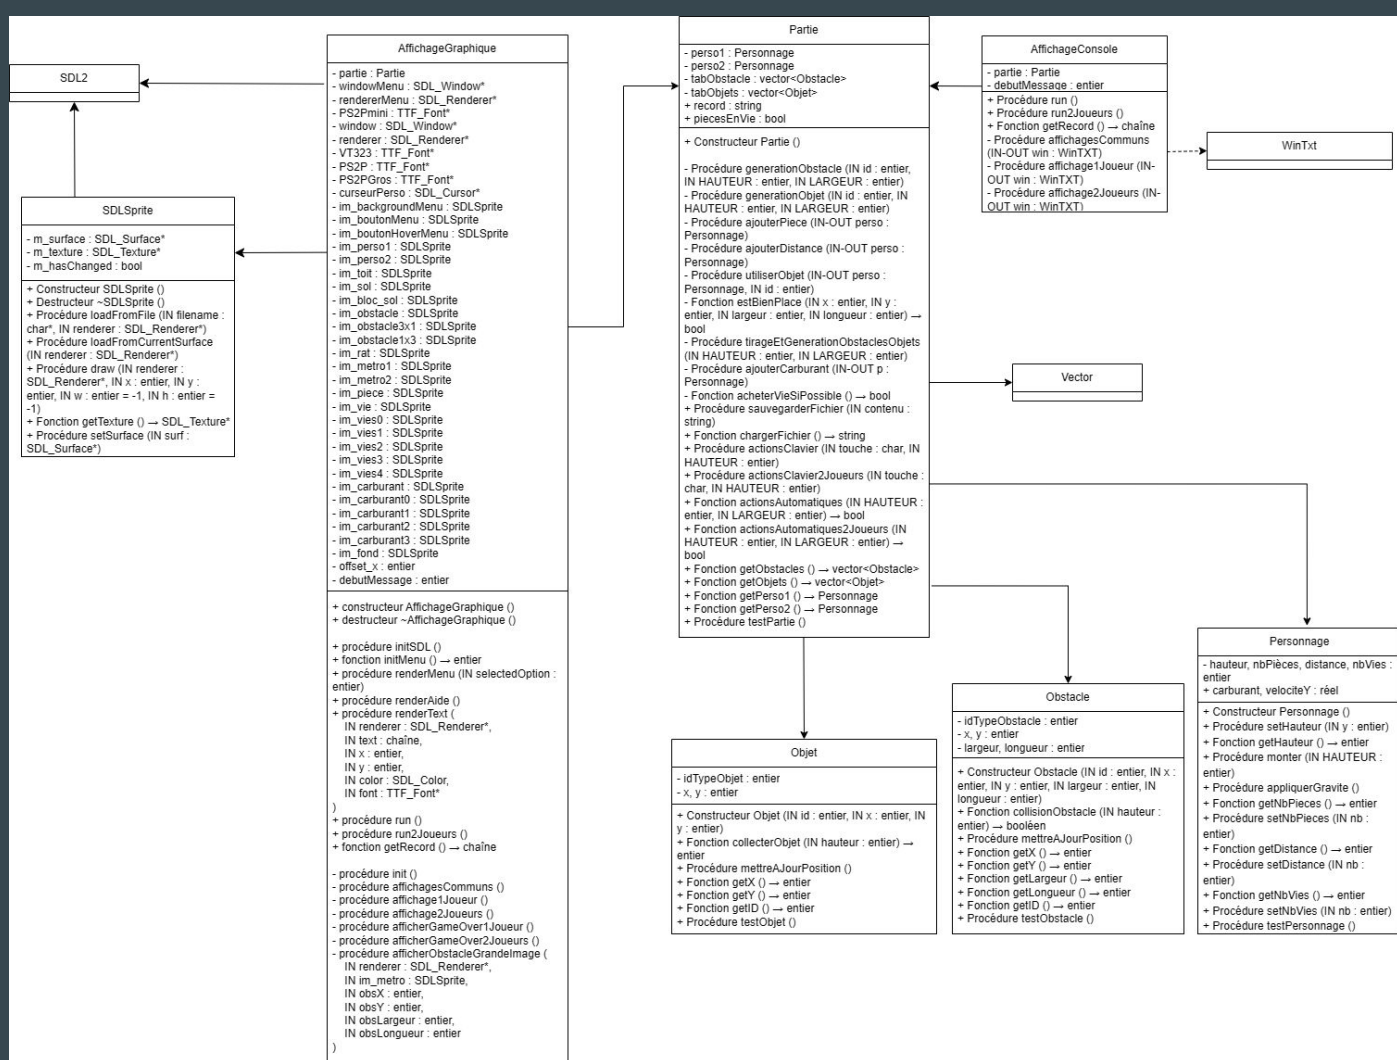 SDL2
SDLSprite
- m_surface : SDL_Surface*
- m_texture : SDL_Texture*
- m_hasChanged : bool
+ Constructeur SDLSprite ()
+ Destructeur ~SDLSprite ()
+ Procédure loadFromFile (IN filename :
char*, IN renderer : SDL_Renderer*)
+ Procédure loadFromCurrentSurface
(IN renderer : SDL_Renderer*)
+ Procédure draw (IN renderer :
SDL_Renderer*, IN x : entier, IN y :
entier, IN w : entier = -1, IN h : entier =
-1)
+ Fonction getTexture () → SDL_Texture*
+ Procédure setSurface (IN surf :
SDL_Surface*)
AffichageGraphique
- partie : Partie
- windowMenu : SDL_Window*
- rendererMenu : SDL_Renderer*
- PS2Pmini : TTF_Font*
- window : SDL_Window*
- renderer : SDL_Renderer*
- VT323 : TTF_Font*
- PS2P : TTF_Font*
- PS2PGros : TTF_Font*
- curseurPerso : SDL_Cursor*
- im_backgroundMenu : SDLSprite
- im_boutonMenu : SDLSprite
- im_boutonHoverMenu : SDLSprite
- im_perso1 : SDLSprite
- im_perso2 : SDLSprite
- im_toit : SDLSprite
- im_sol : SDLSprite
- im_bloc_sol : SDLSprite
- im_obstacle : SDLSprite
- im_obstacle3x1 : SDLSprite
- im_obstacle1x3 : SDLSprite
- im_rat : SDLSprite
- im_metro1 : SDLSprite
- im_metro2 : SDLSprite
- im_piece : SDLSprite
- im_vie : SDLSprite
- im_vies0 : SDLSprite
- im_vies1 : SDLSprite
- im_vies2 : SDLSprite
- im_vies3 : SDLSprite
- im_vies4 : SDLSprite
- im_carburant : SDLSprite
- im_carburant0 : SDLSprite
- im_carburant1 : SDLSprite
- im_carburant2 : SDLSprite
- im_carburant3 : SDLSprite
- im_fond : SDLSprite
- offset_x : entier
- debutMessage : entier
+ constructeur AffichageGraphique ()
+ destructeur ~AffichageGraphique ()
+ procédure initSDL ()
+ fonction initMenu () → entier
+ procédure renderMenu (IN selectedOption :
entier)
+ procédure renderAide ()
+ procédure renderText (
IN renderer : SDL_Renderer*,
IN text : chaîne,
IN x : entier,
IN y : entier,
IN color : SDL_Color,
IN font : TTF_Font*
)
+ procédure run ()
+ procédure run2Joueurs ()
+ fonction getRecord () → chaîne
- procédure init ()
- procédure affichagesCommuns ()
- procédure affichage1Joueur ()
- procédure affichage2Joueurs ()
- procédure afficherGameOver1Joueur ()
- procédure afficherGameOver2Joueurs ()
- procédure afficherObstacleGrandeImage (
IN renderer : SDL_Renderer*,
IN im_metro : SDLSprite,
IN obsX : entier,
IN obsY : entier,
IN obsLargeur : entier,
IN obsLongueur : entier
)
Partie
- perso1 : Personnage
- perso2 : Personnage
- tabObstacle : vector<Obstacle>
- tabObjets : vector<Objet>
+ record : string
+ piecesEnVie : bool
+ Constructeur Partie ()
- Procédure generationObstacle (IN id : entier,
IN HAUTEUR : entier, IN LARGEUR : entier)
- Procédure generationObjet (IN id : entier, IN
HAUTEUR : entier, IN LARGEUR : entier)
- Procédure ajouterPiece (IN-OUT perso :
Personnage)
- Procédure ajouterDistance (IN-OUT perso :
Personnage)
- Procédure utiliserObjet (IN-OUT perso :
Personnage, IN id : entier)
- Fonction estBienPlace (IN x : entier, IN y :
entier, IN largeur : entier, IN longueur : entier) →
bool
- Procédure tirageEtGenerationObstaclesObjets
(IN HAUTEUR : entier, IN LARGEUR : entier)
- Procédure ajouterCarburant (IN-OUT p :
Personnage)
- Fonction acheterVieSiPossible () → bool
+ Procédure sauvegarderFichier (IN contenu :
string)
+ Fonction chargerFichier () → string
+ Procédure actionsClavier (IN touche : char, IN
HAUTEUR : entier)
+ Procédure actionsClavier2Joueurs (IN touche :
char, IN HAUTEUR : entier)
+ Fonction actionsAutomatiques (IN HAUTEUR :
entier, IN LARGEUR : entier) → bool
+ Fonction actionsAutomatiques2Joueurs (IN
HAUTEUR : entier, IN LARGEUR : entier) →
bool
+ Fonction getObstacles () → vector<Obstacle>
+ Fonction getObjets () → vector<Objet>
+ Fonction getPerso1 () → Personnage
+ Fonction getPerso2 () → Personnage
+ Procédure testPartie ()
AffichageConsole
- partie : Partie
- debutMessage : entier
+ Procédure run ()
+ Procédure run2Joueurs ()
+ Fonction getRecord () → chaîne
- Procédure affichagesCommuns
(IN-OUT win : WinTXT)
- Procédure affichage1Joueur (IN-
OUT win : WinTXT)
- Procédure affichage2Joueurs (IN-
OUT win : WinTXT)
WinTxt
Vector
Objet
- idTypeObjet : entier
- x, y : entier
+ Constructeur Objet (IN id : entier, IN x : entier, IN
y : entier)
+ Fonction collecterObjet (IN hauteur : entier) →
entier
+ Procédure mettreAJourPosition ()
+ Fonction getX () → entier
+ Fonction getY () → entier
+ Fonction getID () → entier
+ Procédure testObjet ()
Obstacle
- idTypeObstacle : entier
- x, y : entier
- largeur, longueur : entier
+ Constructeur Obstacle (IN id : entier, IN x :
entier, IN y : entier, IN largeur : entier, IN
longueur : entier)
+ Fonction collisionObstacle (IN hauteur :
entier) → booléen
+ Procédure mettreAJourPosition ()
+ Fonction getX () → entier
+ Fonction getY () → entier
+ Fonction getLargeur () → entier
+ Fonction getLongueur () → entier
+ Fonction getID () → entier
+ Procédure testObstacle ()
Personnage
- hauteur, nbPièces, distance, nbVies :
entier
+ carburant, velociteY : réel
+ Constructeur Personnage ()
+ Procédure setHauteur (IN y : entier)
+ Fonction getHauteur () → entier
+ Procédure monter (IN HAUTEUR :
entier)
+ Procédure appliquerGravite ()
+ Fonction getNbPieces () → entier
+ Procédure setNbPieces (IN nb :
entier)
+ Fonction getDistance () → entier
+ Procédure setDistance (IN nb :
entier)
+ Fonction getNbVies () → entier
+ Procédure setNbVies (IN nb : entier)
+ Procédure testPersonnage ()